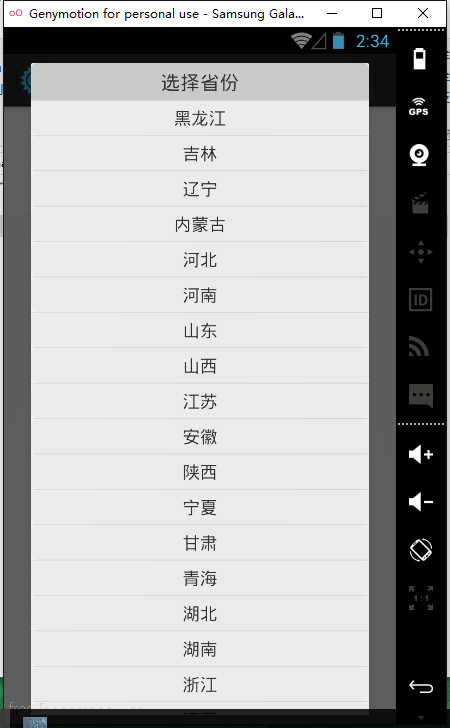 Genymotion for personal use - Samsung Gala...
2:34
选择省份
黑龙江
吉林
辽宁
内蒙古
河北
河南
山东
山西
江苏
安徽
陕西
宁夏
甘肃
青海
湖北
湖南
浙江
GPS
ID
1:1